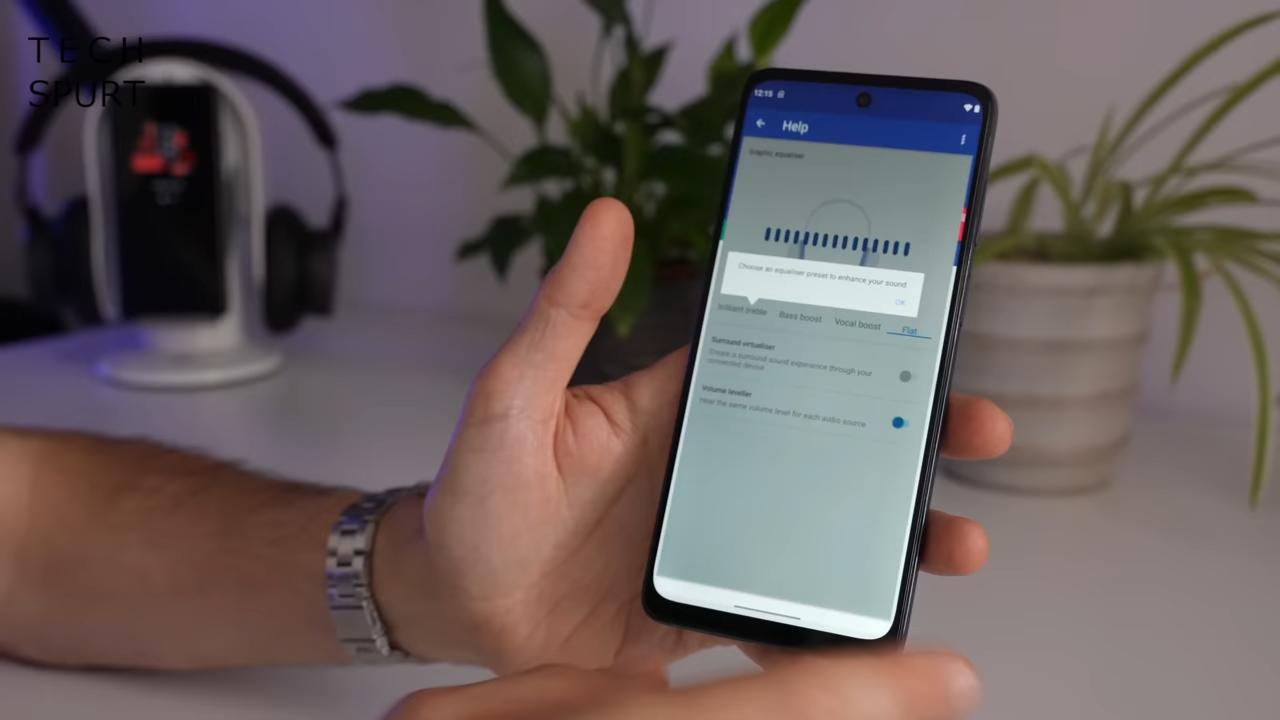 TECH
SPURT
12:15
Help
Graphic equaliser
Choose an equaliser preset to enhance your sound
OK
Brilliant treble Bass boost Vocal boost Flat
Surround virtualiser
Create a surround sound experience through your
connected device
Volume leveller
Hear the same volume level for each audio source